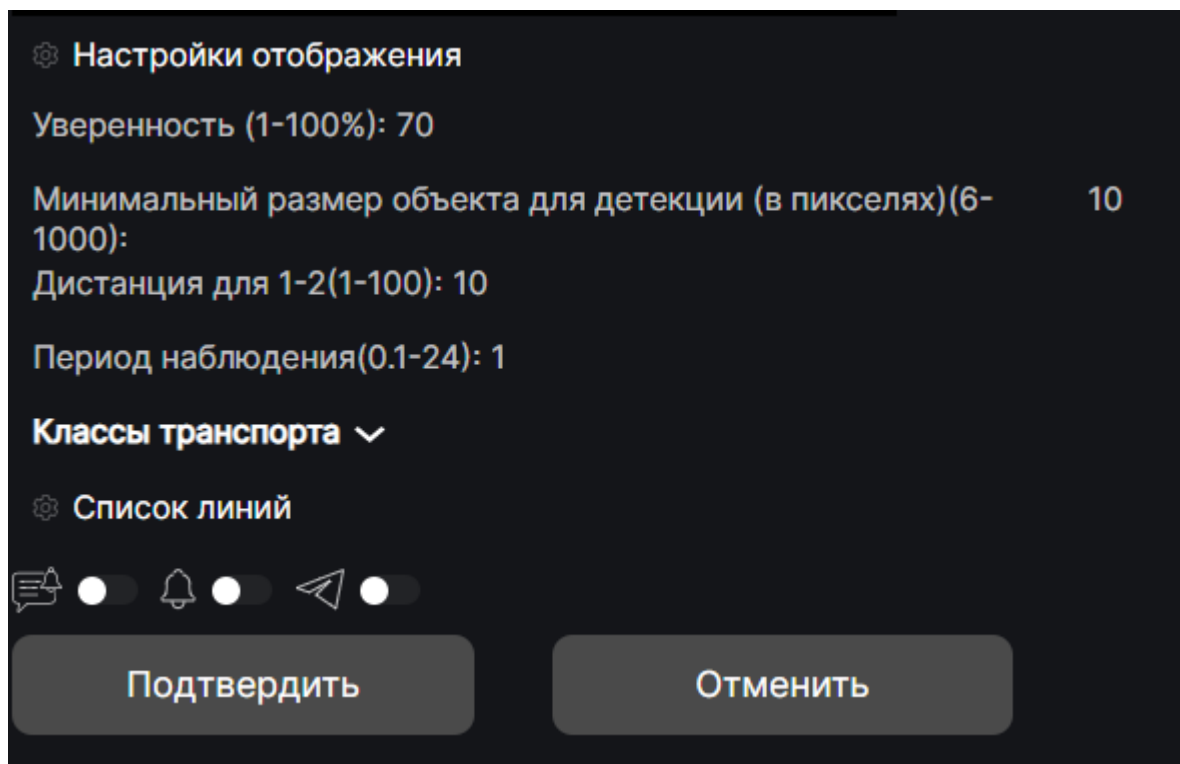 Настройки отображения
Уверенность (1-100%): 70
Минимальный размер объекта для детекции (в пикселях)(6- 10
1000):
Дистанция для 1-2(1-100): 10
Период наблюдения(0.1-24): 1
Классы транспорта
Список линий
Подтвердить Отменить